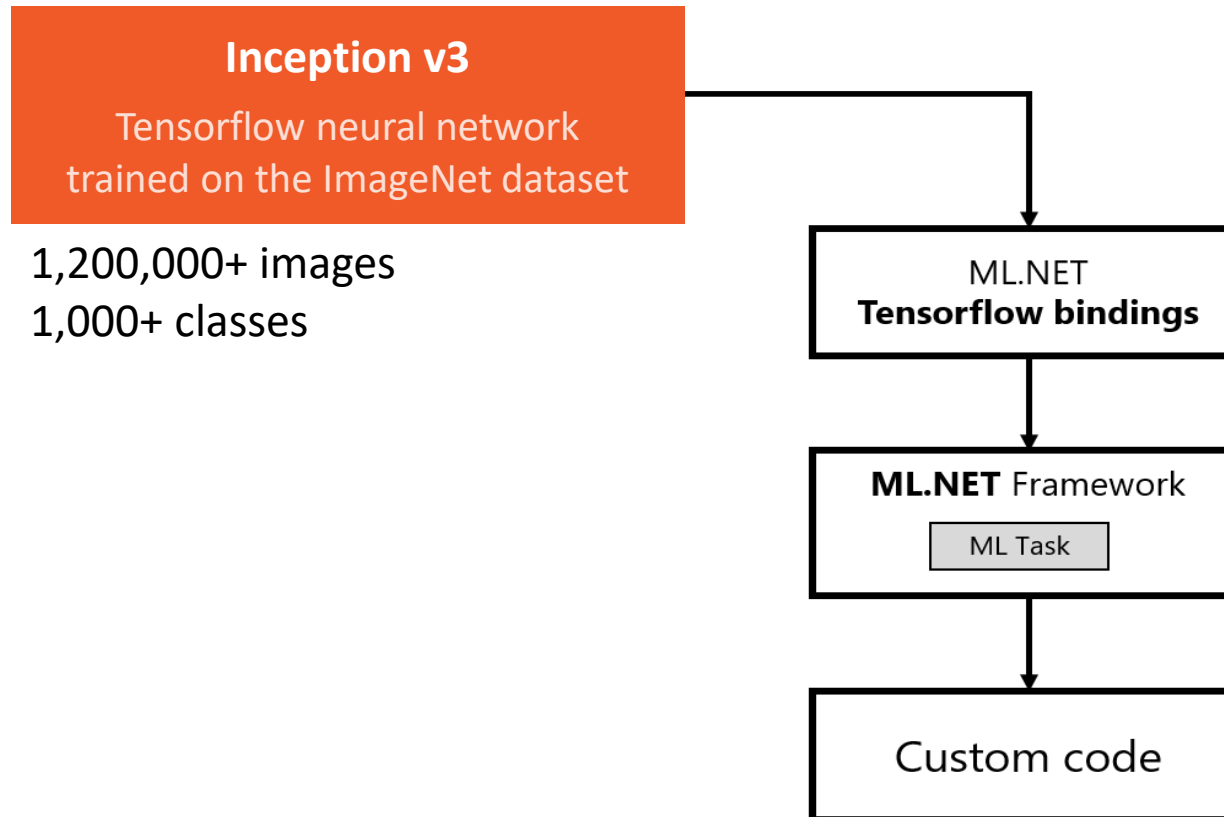 Inception v3
Tensorflow neural network
trained on the ImageNet dataset
1,200,000+ images
1,000+ classes
ML.NET
Tensorflow bindings
ML.NET Framework
ML Task
Custom code